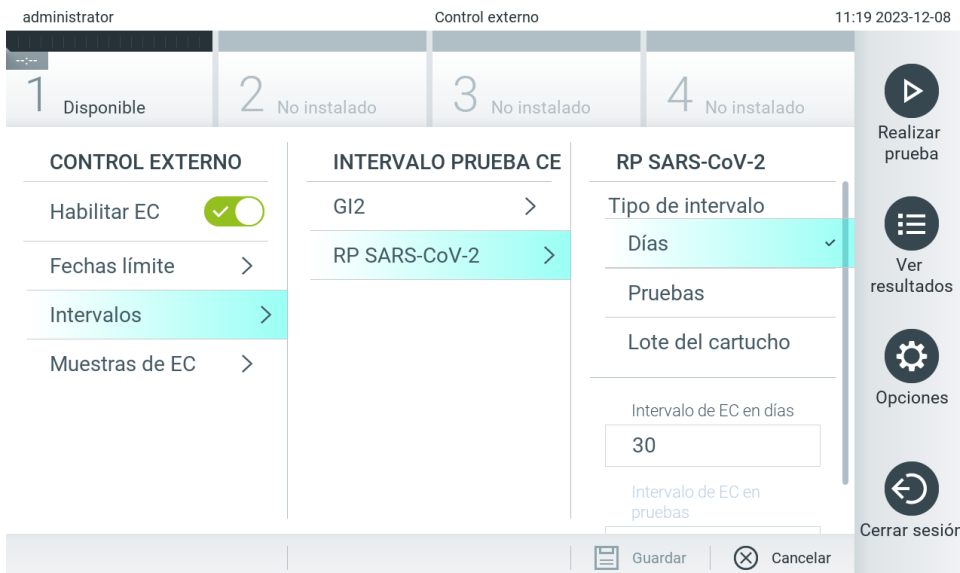 administrator
Control externo
11:19 2023-12-08
--:--
1 Disponible
2 No instalado
3 No instalado
4 No instalado
CONTROL EXTERNO
Habilitar EC
Fechas límite
Intervalos
Muestras de EC
INTERVALO PRUEBA CE
GI2
RP SARS-CoV-2
RP SARS-CoV-2
Tipo de intervalo
Días
Pruebas
Lote del cartucho
Intervalo de EC en días
30
Intervalo de EC en
pruebas
Realizar
prueba
Ver
resultados
Opciones
Cerrar sesión
Guardar
Cancelar